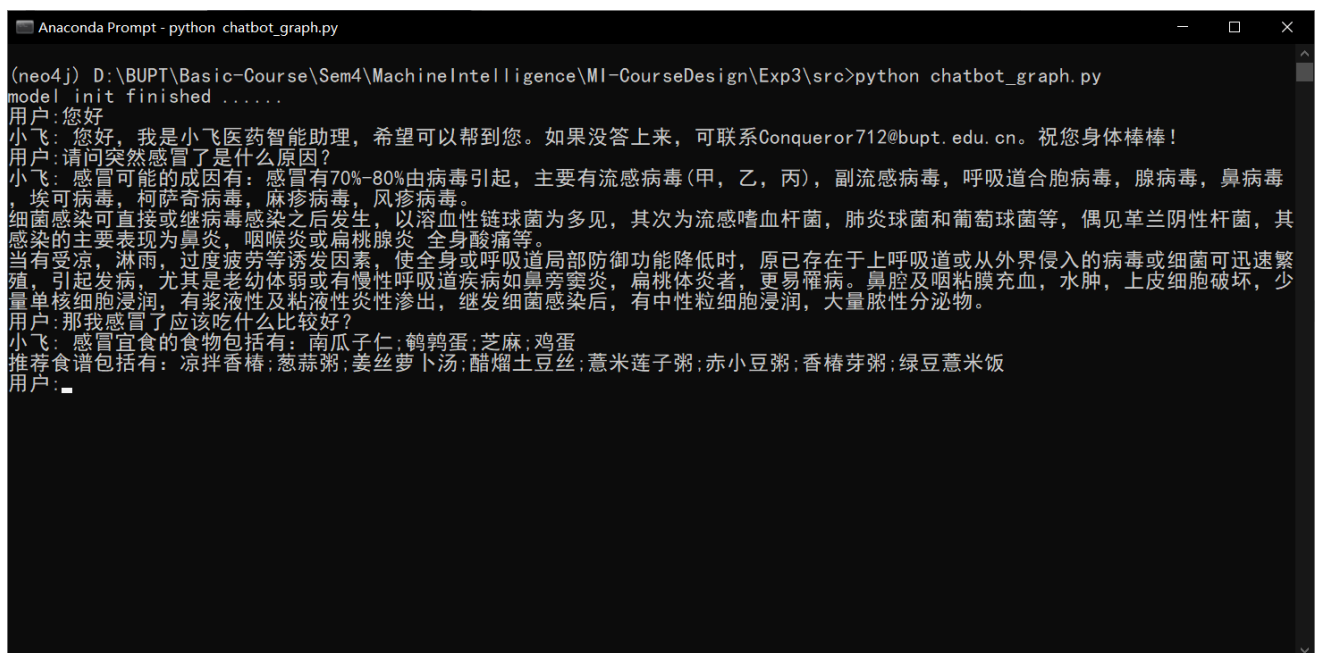 Anaconda Prompt - python  chatbot_graph.py
(neo4j) D:\BUPT\Basic-Course\Sem4\MachineIntelligence\MI-CourseDesign\Exp3\src>python chatbot_graph.py
model init finished ......
用户:您好
小飞: 您好，我是小飞医药智能助理，希望可以帮到您。如果没答上来，可联系Conqueror712@bupt.edu.cn。祝您身体棒棒！
用户:请问突然感冒了是什么原因？
小飞: 感冒可能的成因有：感冒有70%-80%由病毒引起，主要有流感病毒(甲，乙，丙)，副流感病毒，呼吸道合胞病毒，腺病毒，鼻病毒
，埃可病毒，柯萨奇病毒，麻疹病毒，风疹病毒。
细菌感染可直接或继病毒感染之后发生，以溶血性链球菌为多见，其次为流感嗜血杆菌，肺炎球菌和葡萄球菌等，偶见革兰阴性杆菌，其
感染的主要表现为鼻炎，咽喉炎或扁桃腺炎 全身酸痛等。
当有受凉，淋雨，过度疲劳等诱发因素，使全身或呼吸道局部防御功能降低时，原已存在于上呼吸道或从外界侵入的病毒或细菌可迅速繁
殖，引起发病，尤其是老幼体弱或有慢性呼吸道疾病如鼻旁窦炎，扁桃体炎者，更易罹病。鼻腔及咽粘膜充血，水肿，上皮细胞破坏，少
量单核细胞浸润，有浆液性及粘液性炎性渗出，继发细菌感染后，有中性粒细胞浸润，大量脓性分泌物。
用户:那我感冒了应该吃什么比较好？
小飞: 感冒宜食的食物包括有：南瓜子仁;鹌鹑蛋;芝麻;鸡蛋
推荐食谱包括有：凉拌香椿;葱蒜粥;姜丝萝卜汤;醋熘土豆丝;薏米莲子粥;赤小豆粥;香椿芽粥;绿豆薏米饭
用户: